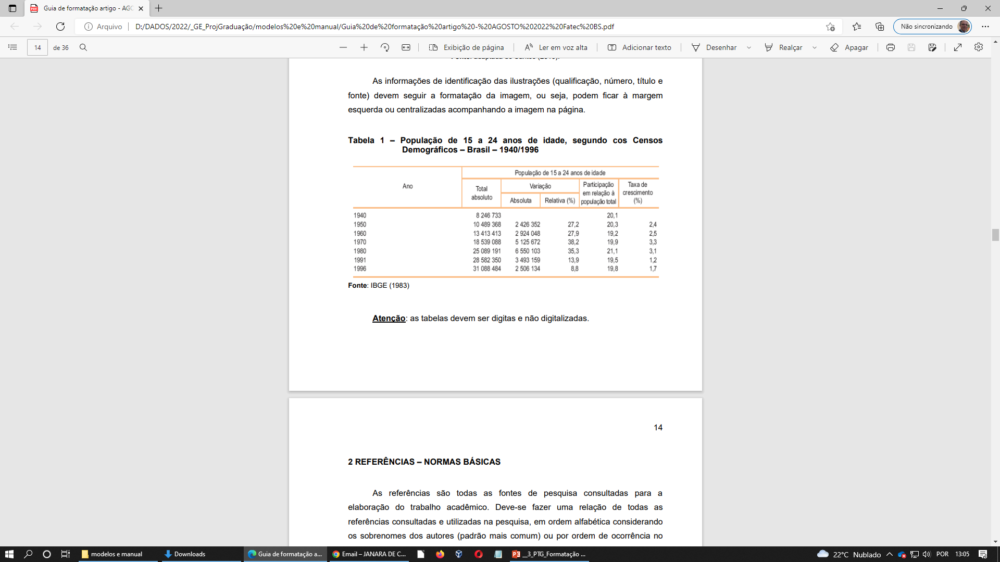 Guia de formatação artigo - AGO
Arquivo
D:/DADOS/2022/_GE_ProjGraduação/modelos%20e%20manual/Guia%20de%20formatação%20artigo%20-%20AGOSTO%202022%20Fatec%20BS.pdf
Não sincronizando
14 de 36
Exibição de página
Ler em voz alta
Adicionar texto
Desenhar
Realçar
Apagar
As informações de identificação das ilustrações (qualificação, número, título e
fonte) devem seguir a formatação da imagem, ou seja, podem ficar à margem
esquerda ou centralizadas acompanhando a imagem na página.
Tabela 1 – População de 15 a 24 anos de idade, segundo cos Censos
Demográficos – Brasil – 1940/1996
População de 15 a 24 anos de idade
Ano
Total
absoluto
Variação
Absoluta
Relativa (%)
Participação
em relação à
população total
Taxa de
crescimento
(%)
1940 8 246 733 20,1
1950 10 489 368 2 426 352 27,2 20,3 2,4
1960 13 413 413 2 924 048 27,9 19,2 2,5
1970 18 539 088 5 125 672 38,2 19,9 3,3
1980 25 089 191 6 550 103 35,3 21,1 3,1
1991 28 582 350 3 493 159 13,9 19,5 1,2
1996 31 088 484 2 506 134 8,8 19,8 1,7
Fonte: IBGE (1983)
Atenção: as tabelas devem ser digitas e não digitalizadas.
14
2 REFERÊNCIAS – NORMAS BÁSICAS
As referências são todas as fontes de pesquisa consultadas para a
elaboração do trabalho acadêmico. Deve-se fazer uma relação de todas as
referências consultadas e utilizadas na pesquisa, em ordem alfabética considerando
os sobrenomes dos autores (padrão mais comum) ou por ordem de ocorrência no
modelos e manual
Downloads
Guia de formatação a...
Email – JANARA DE C...
__3_PTG_Formatação ...
22°C Nublado
POR
13:05